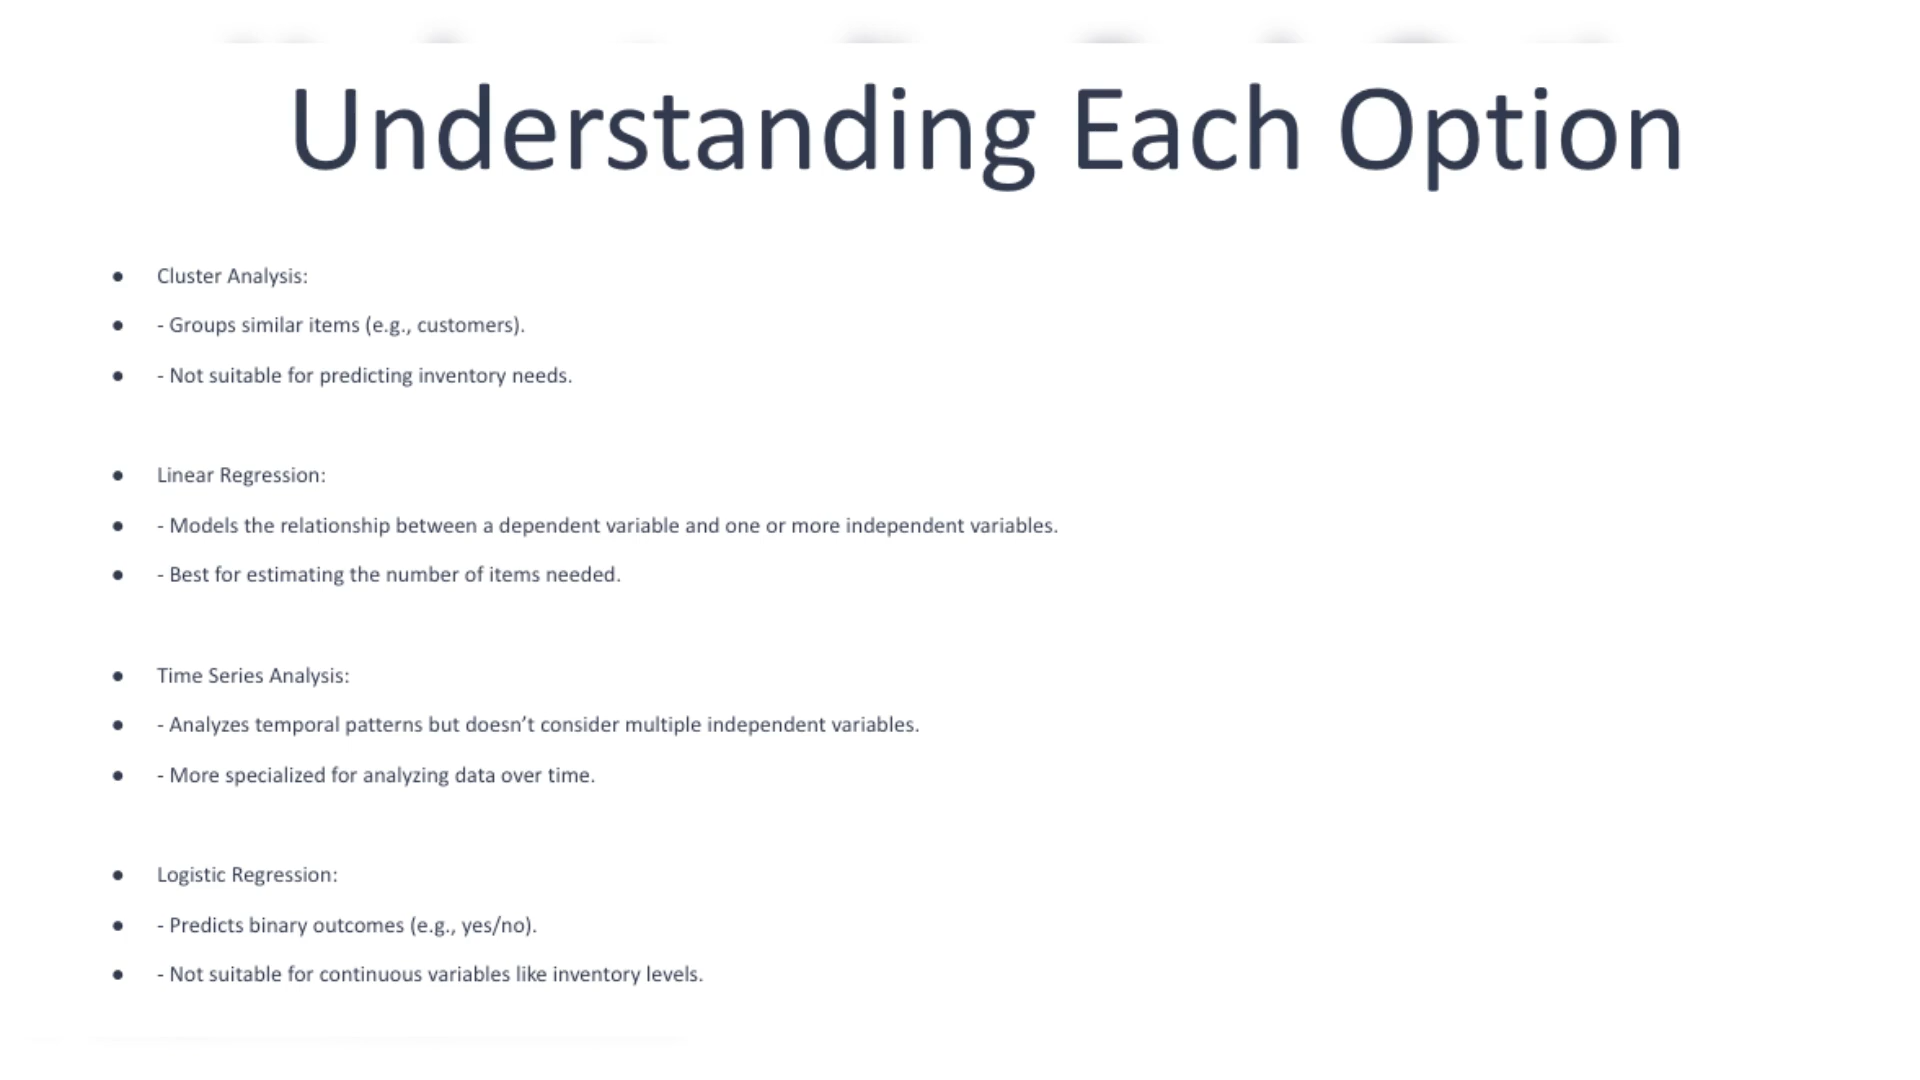 Understanding Each Option
● Cluster Analysis:
● - Groups similar items (e.g., customers).
● - Not suitable for predicting inventory needs.
● Linear Regression:
● - Models the relationship between a dependent variable and one or more independent variables.
● - Best for estimating the number of items needed.
● Time Series Analysis:
● - Analyzes temporal patterns but doesn’t consider multiple independent variables.
● - More specialized for analyzing data over time.
● Logistic Regression:
● - Predicts binary outcomes (e.g., yes/no).
● - Not suitable for continuous variables like inventory levels.